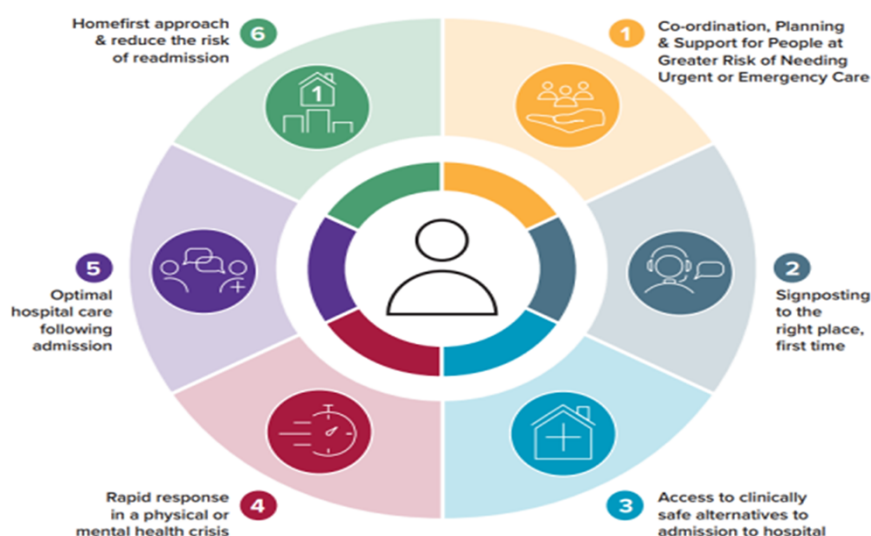 1
Co-ordination, Planning
& Support for People at
Greater Risk of Needing
Urgent or Emergency Care
2
Signposting
to the
right place,
first time
3
Access to clinically
safe alternatives to
admission to hospital
4
Rapid response
in a physical or
mental health crisis
5
Optimal
hospital care
following
admission
6
Homefirst approach
& reduce the risk
of readmission
1